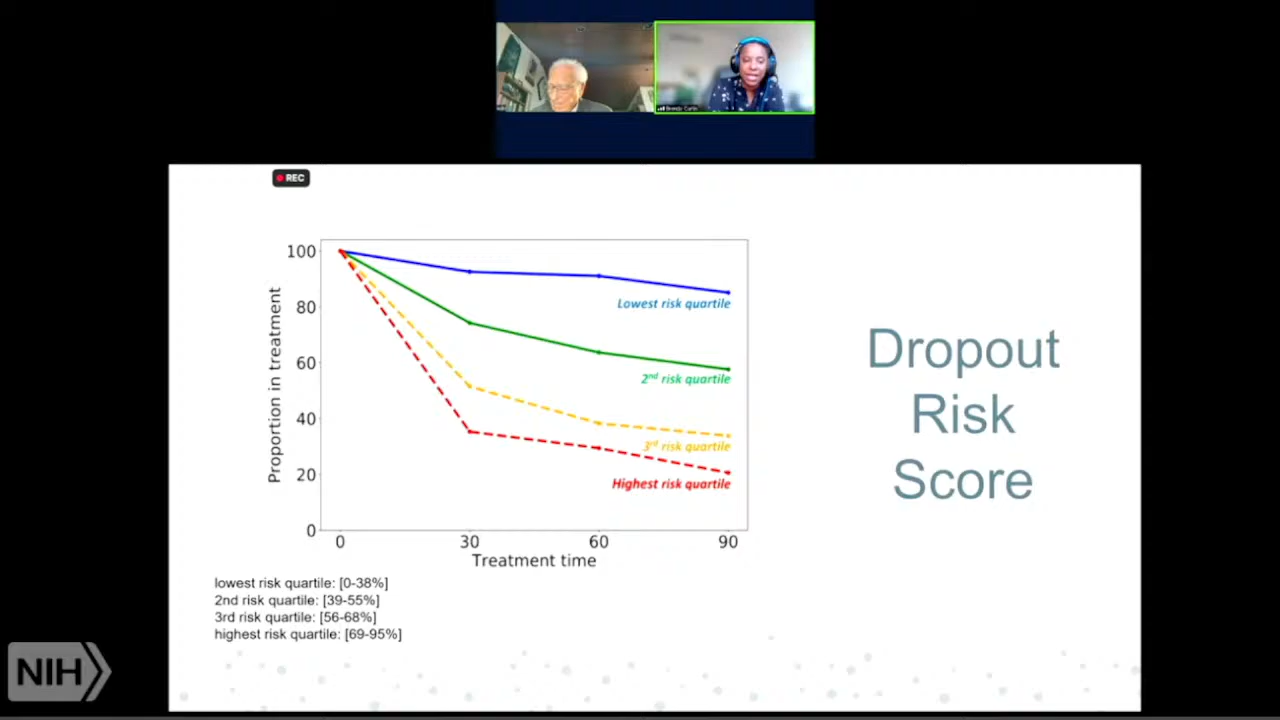 Brenda Curtis
REC
100
80
60
40
20
0
Proportion in treatment
0 30 60 90
Treatment time
Lowest risk quartile
2nd risk quartile
3rd risk quartile
Highest risk quartile
Dropout
Risk
Score
lowest risk quartile: [0-38%]
2nd risk quartile: [39-55%]
3rd risk quartile: [56-68%]
highest risk quartile: [69-95%]
NIH